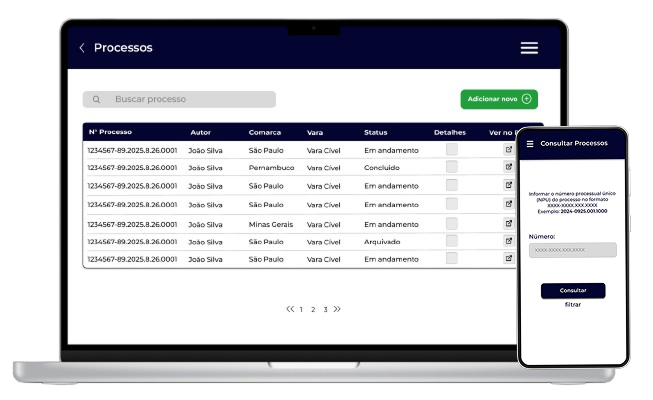 Processos
Buscar processo
Adicionar novo
Nº Processo Autor Comarca Vara Status Detalhes Ver no
1234567-89.2025.8.26.0001 João Silva São Paulo Vara Cível Em andamento
1234567-89.2025.8.26.0001 João Silva Pernambuco Vara Cível Concluído
1234567-89.2025.8.26.0001 João Silva São Paulo Vara Cível Em andamento
1234567-89.2025.8.26.0001 João Silva São Paulo Vara Cível Em andamento
1234567-89.2025.8.26.0001 João Silva Minas Gerais Vara Cível Em andamento
1234567-89.2025.8.26.0001 João Silva São Paulo Vara Cível Arquivado
1234567-89.2025.8.26.0001 João Silva São Paulo Vara Cível Em andamento
1 2 3
Consultar Processos
Informar o número processual único
(NPU) do processo no formato
XXXX-XXXX.XXX.XXXX
Exemplo: 2024-0925.001.1000
Número:
XXXX-XXXX.XXX.XXXX
Consultar
filtrar